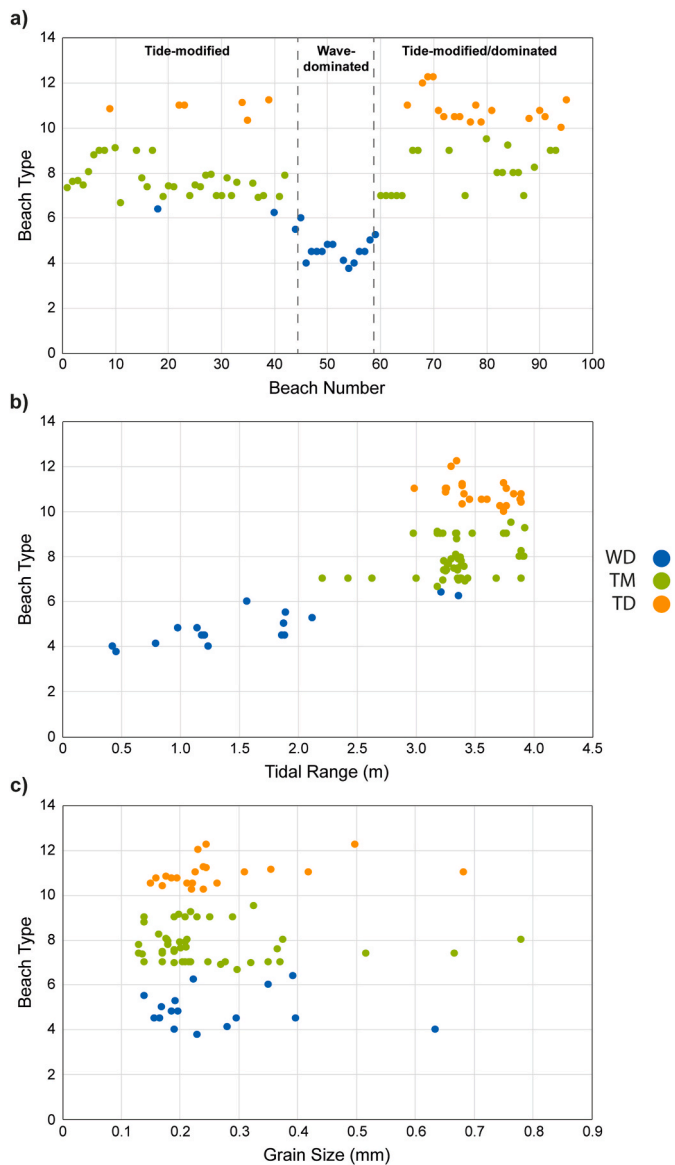 a)
14
12
10
8
6
4
2
0
Beach Type
Tide-modified
Wave-
dominated
Tide-modified/dominated
0 10 20 30 40 50 60 70 80 90 100
Beach Number
b)
14
12
10
8
6
4
2
0
Beach Type
0 0.5 1.0 1.5 2.0 2.5 3.0 3.5 4.0 4.5
Tidal Range (m)
WD
TM
TD
c)
14
12
10
8
6
4
2
0
Beach Type
0 0.1 0.2 0.3 0.4 0.5 0.6 0.7 0.8 0.9
Grain Size (mm)